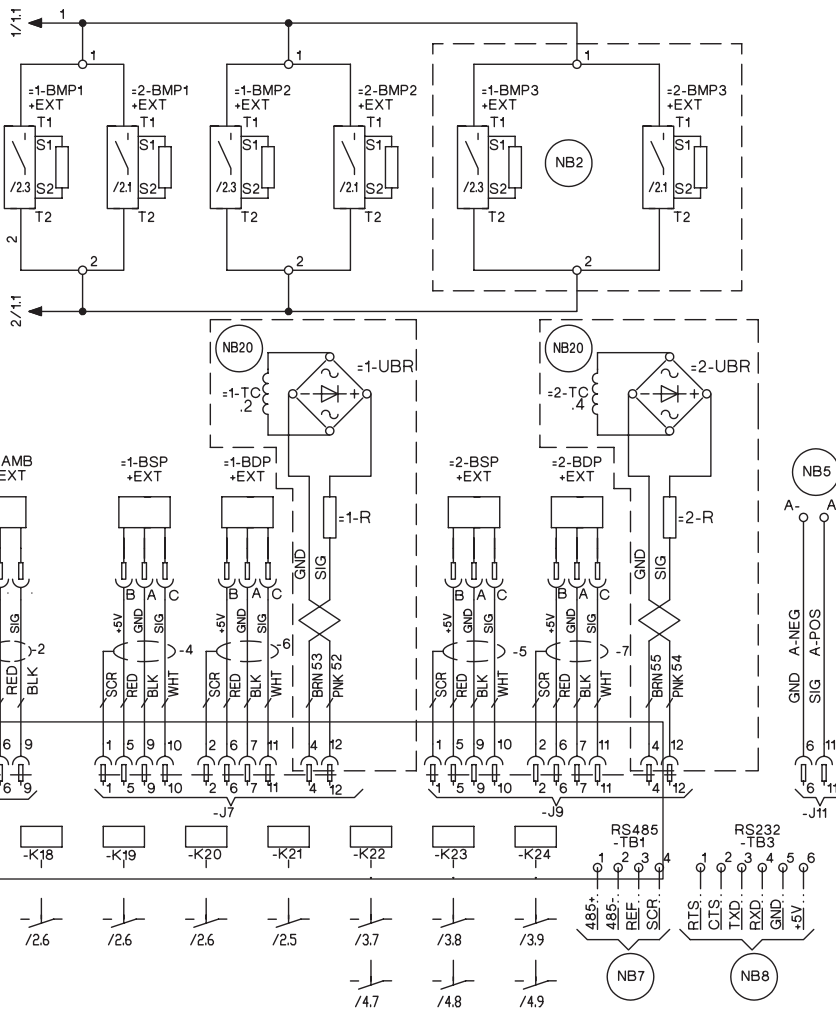 1/1.1 1
1 1 1
=1-BMP1 +EXT
=2-BMP1 +EXT
=1-BMP2 +EXT
=2-BMP2 +EXT
=1-BMP3 +EXT
=2-BMP3 +EXT
T1 T1 T1 T1 T1 T1
S1 S1 S1 S1 S1 S1
NB2
/2.3 /2.1 /2.3 /2.1 /2.3 /2.1
S2 S2 S2 S2 S2 S2
T2 T2 T2 T2 T2 T2
2
2 2 2
2/1.1
NB20 NB20
=1-UBR =2-UBR
=1-TC .2
=2-TC .4
- + - +
AMB EXT
=1-BSP +EXT
=1-BDP +EXT
=2-BSP +EXT
=2-BDP +EXT
NB5
A- A
=1-R =2-R
GND SIG GND SIG
B A C B A C B A C B A C
SIG
+5V GND SIG
+5V GND SIG
+5V GND SIG
+5V GND SIG
A-NEG A-POS
-2 -4 -6 -5 -7
RED BLK
SCR RED BLK WHT
SCR RED BLK WHT
BRN 53 PNK 52
SCR RED BLK WHT
SCR RED BLK WHT
BRN 55 PNK 54
GND SIG
6 9 1 5 9 10 2 6 7 11 4 12 1 5 9 10 2 6 7 11 4 12
6 9 1 5 9 10 2 6 7 11 4 12 1 5 9 10 2 6 7 11 4 12 6 11
6 11
-J7 -J9 -J11
-K18 -K19 -K20 -K21 -K22 -K23 -K24
RS485 -TB1
1 2 3 4
RS232 -TB3
1 2 3 4 5 6
485+.. 485-.. REF.. SCR..
RTS.. CTS.. TXD.. RXD.. GND.. +5V..
/2.6 /2.6 /2.6 /2.5 /3.7 /3.8 /3.9
NB7 NB8
/4.7 /4.8 /4.9